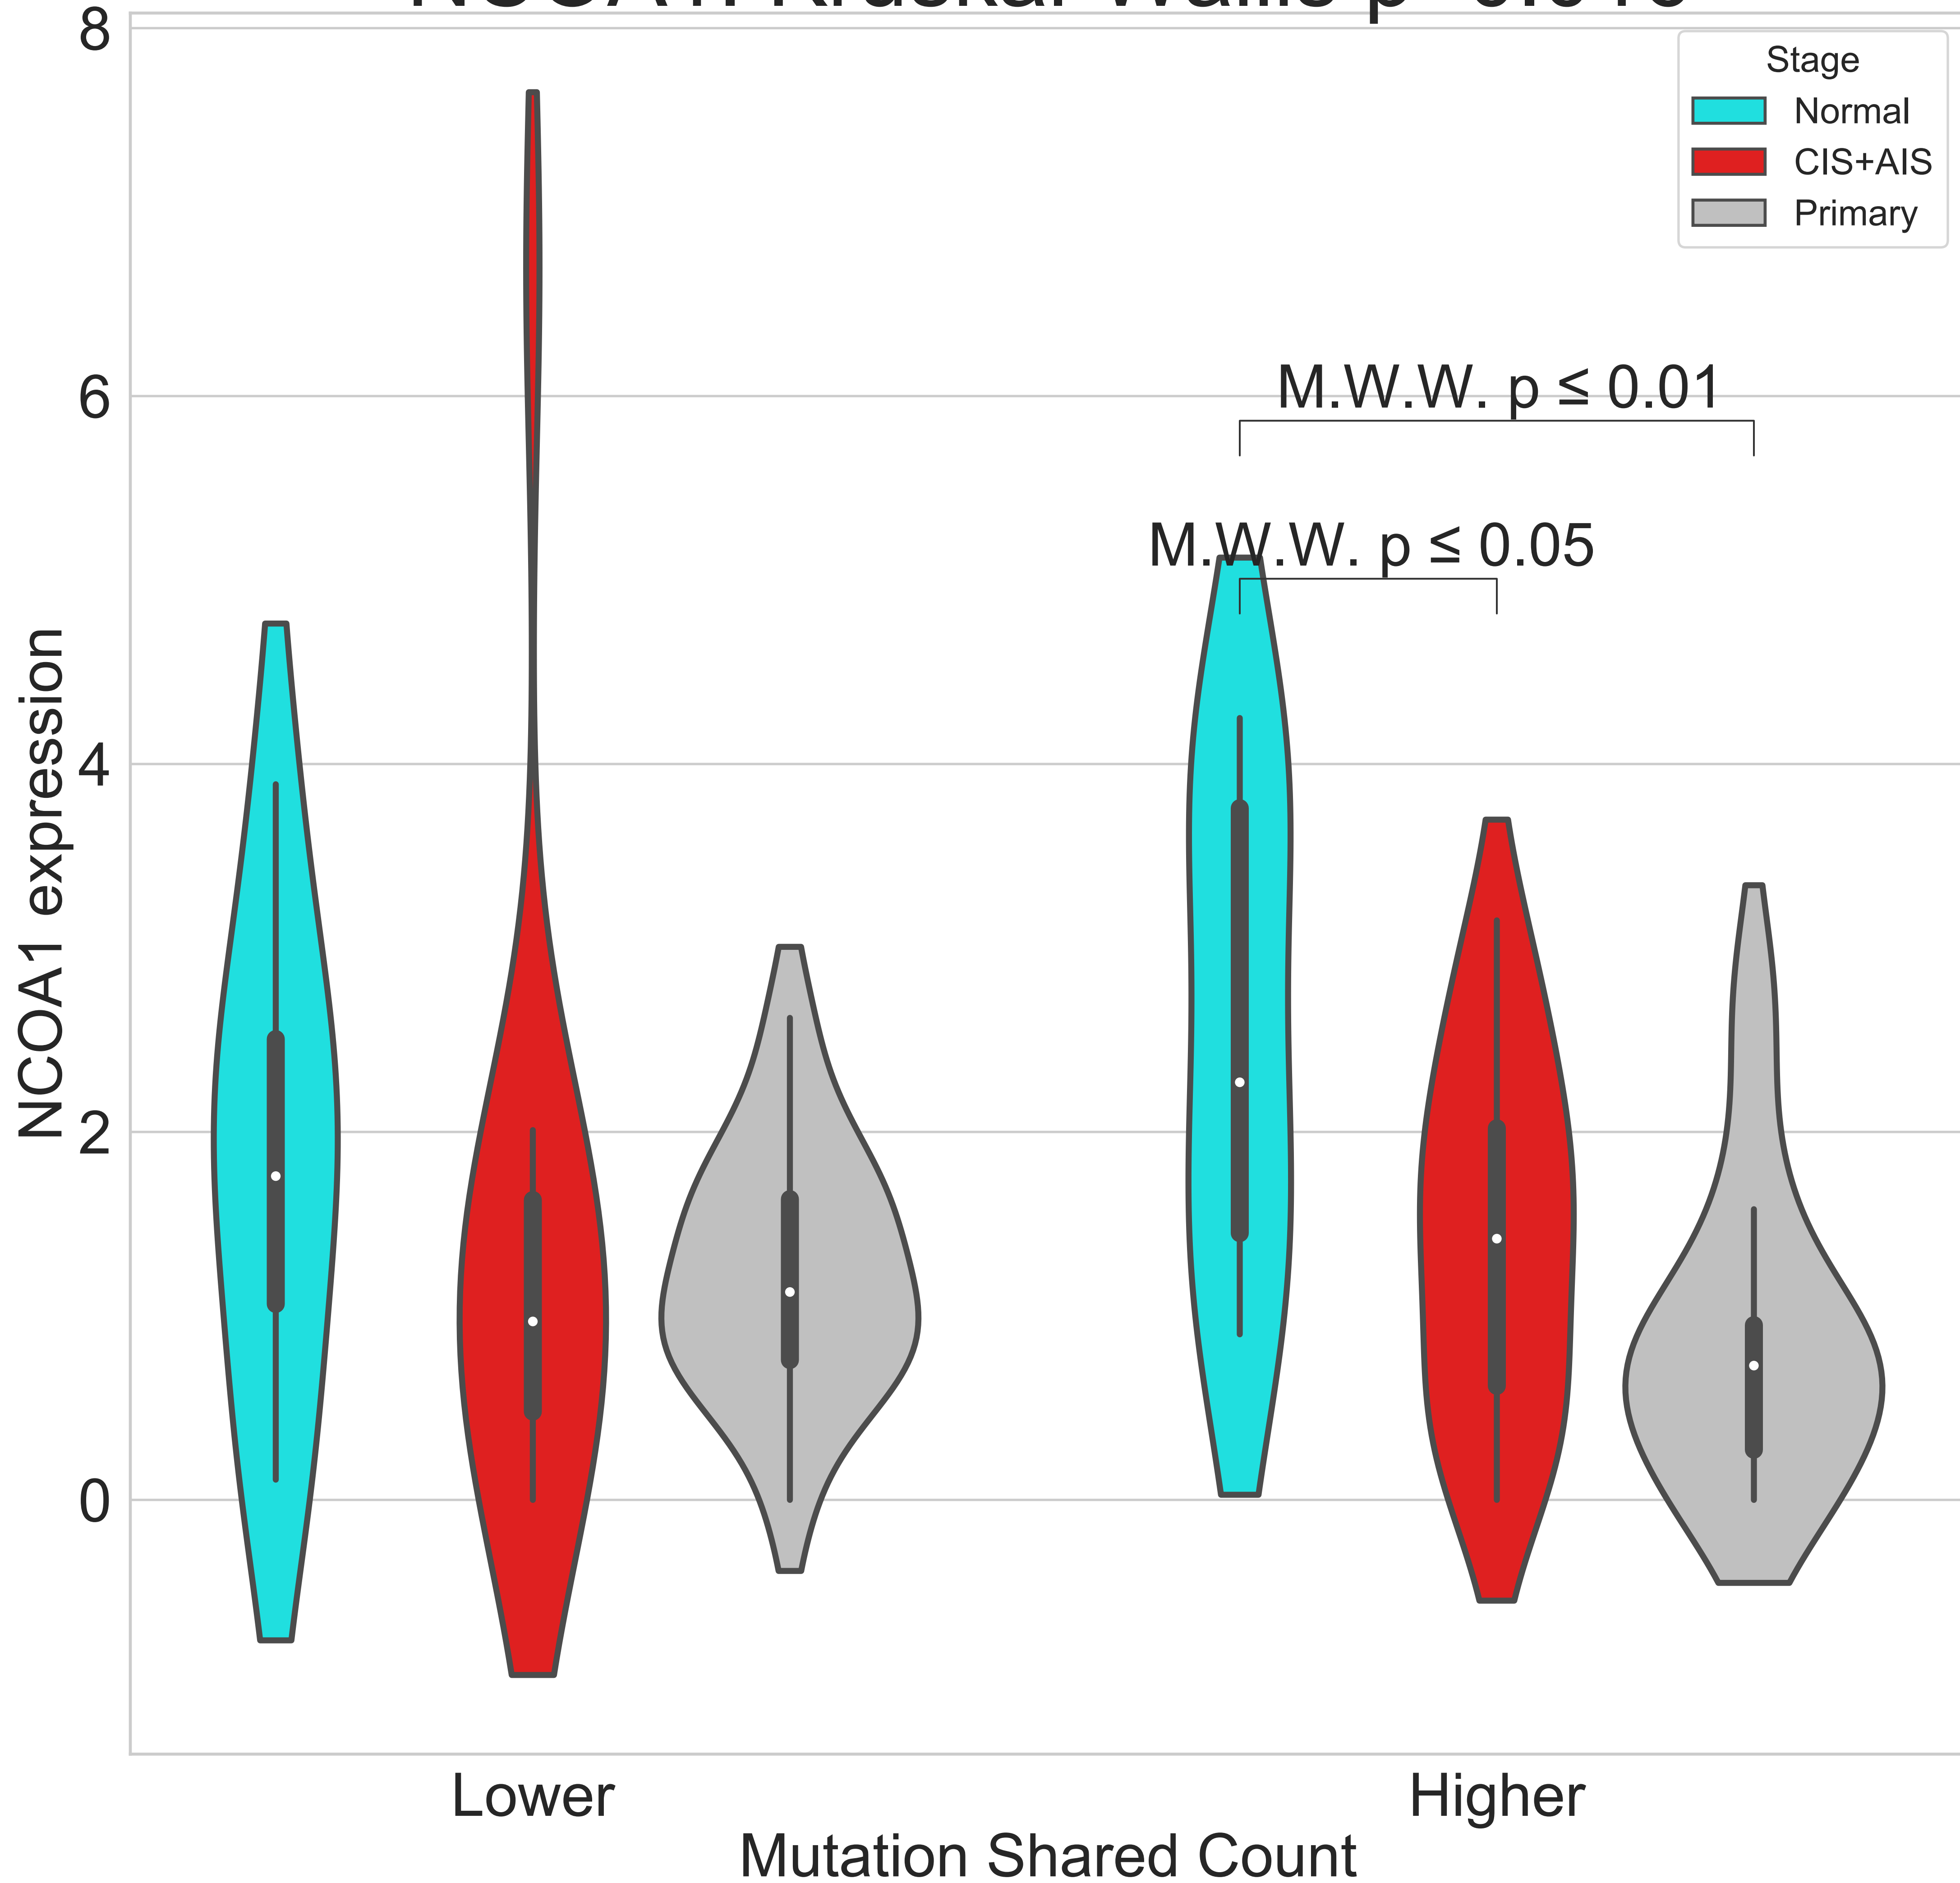 8
6
4
2
0
NCOA1 expression
Stage
Normal
CIS+AIS
Primary
M.W.W. p ≤ 0.01
M.W.W. p ≤ 0.05
Lower
Higher
Mutation Shared Count